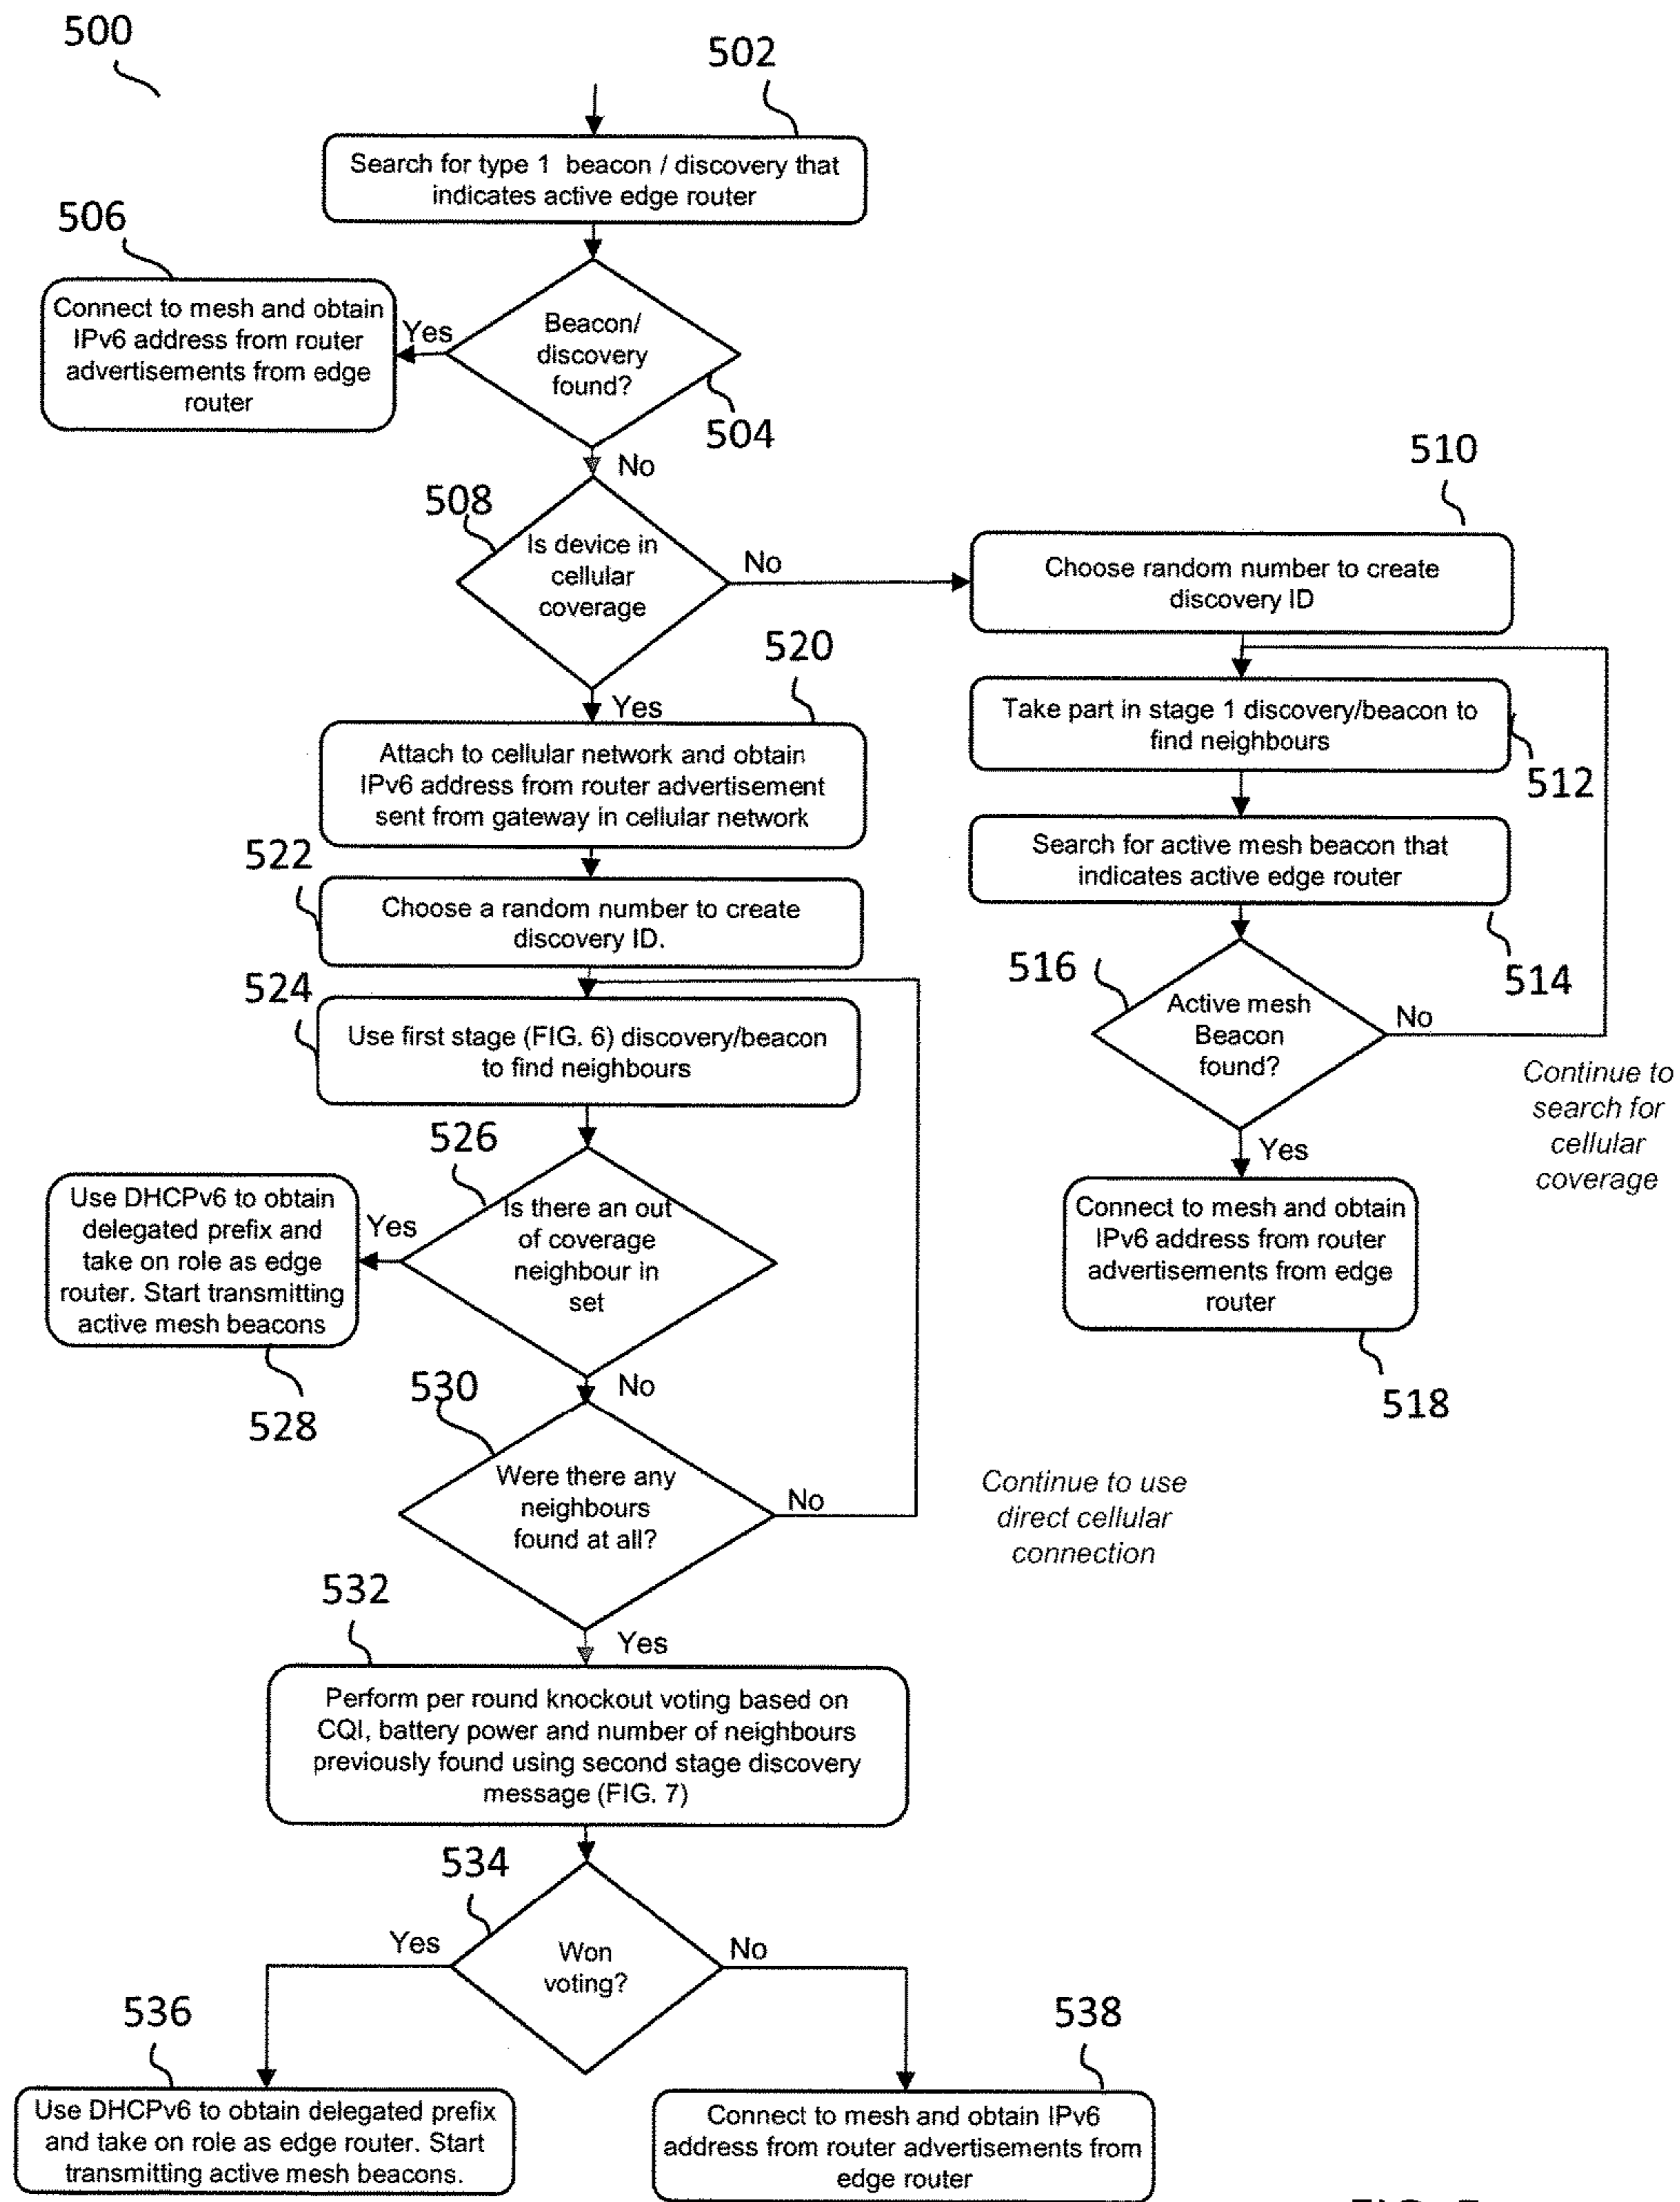 500
502
Search for type 1 beacon / discovery that
indicates active edge router
506
Connect to mesh and obtain
IPv6 address from router
advertisements from edge
router
Yes
Beacon/
discovery
found?
504
No
508
Is device in
cellular
coverage
No
510
Choose random number to create
discovery ID
520
Yes
Attach to cellular network and obtain
IPv6 address from router advertisement
sent from gateway in cellular network
Take part in stage 1 discovery/beacon to
find neighbours
512
522
Choose a random number to create
discovery ID.
Search for active mesh beacon that
indicates active edge router
514
524
Use first stage (FIG. 6) discovery/beacon
to find neighbours
516
Active mesh
Beacon
found?
No
Continue to
search for
cellular
coverage
Yes
Connect to mesh and obtain
IPv6 address from router
advertisements from edge
router
518
526
Is there an out
of coverage
neighbour in
set
Yes
Use DHCPv6 to obtain
delegated prefix and
take on role as edge
router. Start transmitting
active mesh beacons
528
No
530
Were there any
neighbours
found at all?
No
Continue to use
direct cellular
connection
532
Yes
Perform per round knockout voting based on
CQI, battery power and number of neighbours
previously found using second stage discovery
message (FIG. 7)
534
Won
voting?
Yes
No
536
Use DHCPv6 to obtain delegated prefix
and take on role as edge router. Start
transmitting active mesh beacons.
538
Connect to mesh and obtain IPv6
address from router advertisements from
edge router